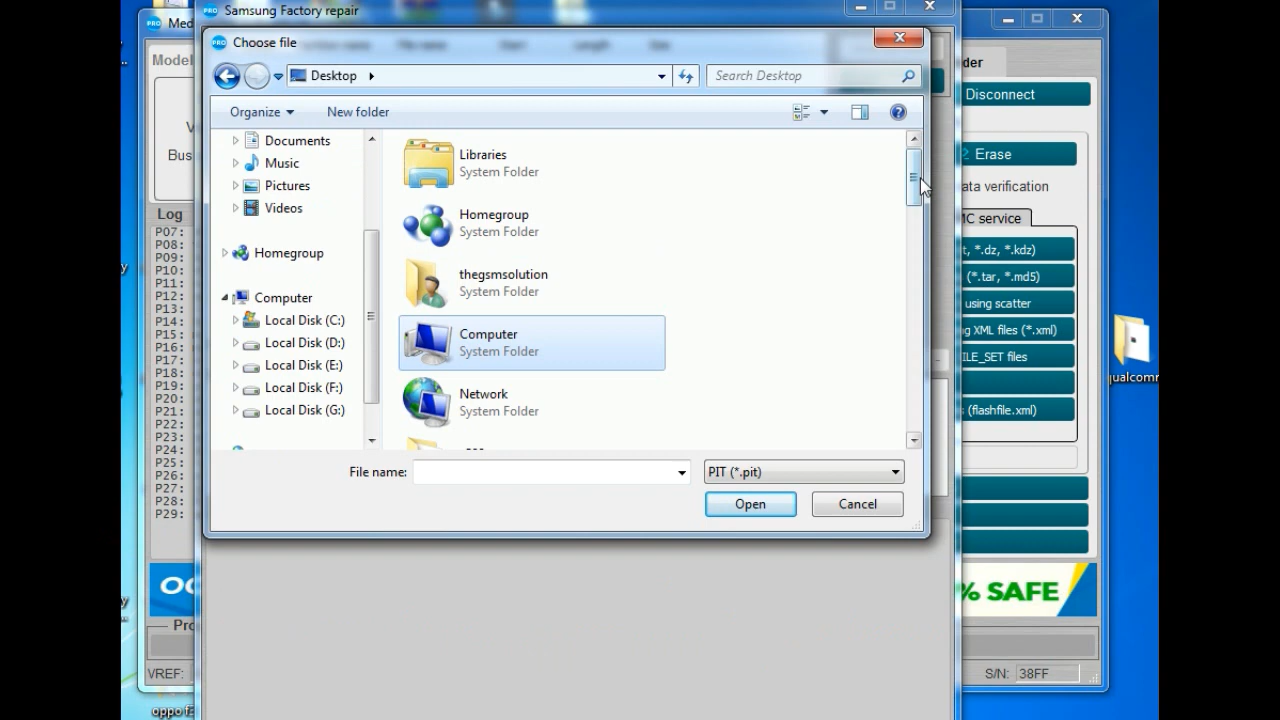 Samsung Factory repair
Med
Choose file
Model
der
Desktop
Search Desktop
Disconnect
Organize
New folder
Documents
Music
Pictures
Videos
Homegroup
Computer
Local Disk (C:)
Local Disk (D:)
Local Disk (E:)
Local Disk (F:)
Local Disk (G:)
Libraries
System Folder
Homegroup
System Folder
thegsmsolution
System Folder
Computer
System Folder
Network
System Folder
File name:
PIT (*.pit)
Open
Cancel
V
Bus
Log
P07:
P08:
P09:
P10:
P11:
P12:
P13:
P14:
P15:
P16:
P17:
P18:
P19:
P20:
P21:
P22:
P23:
P24:
P25:
P26:
P27:
P28:
P29:
Erase
ata verification
MC service
t, *.dz, *.kdz)
(*.tar, *.md5)
using scatter
g XML files (*.xml)
ILE_SET files
(flashfile.xml)
ualcomm
% SAFE
Pro
VREF:
S/N: 38FF